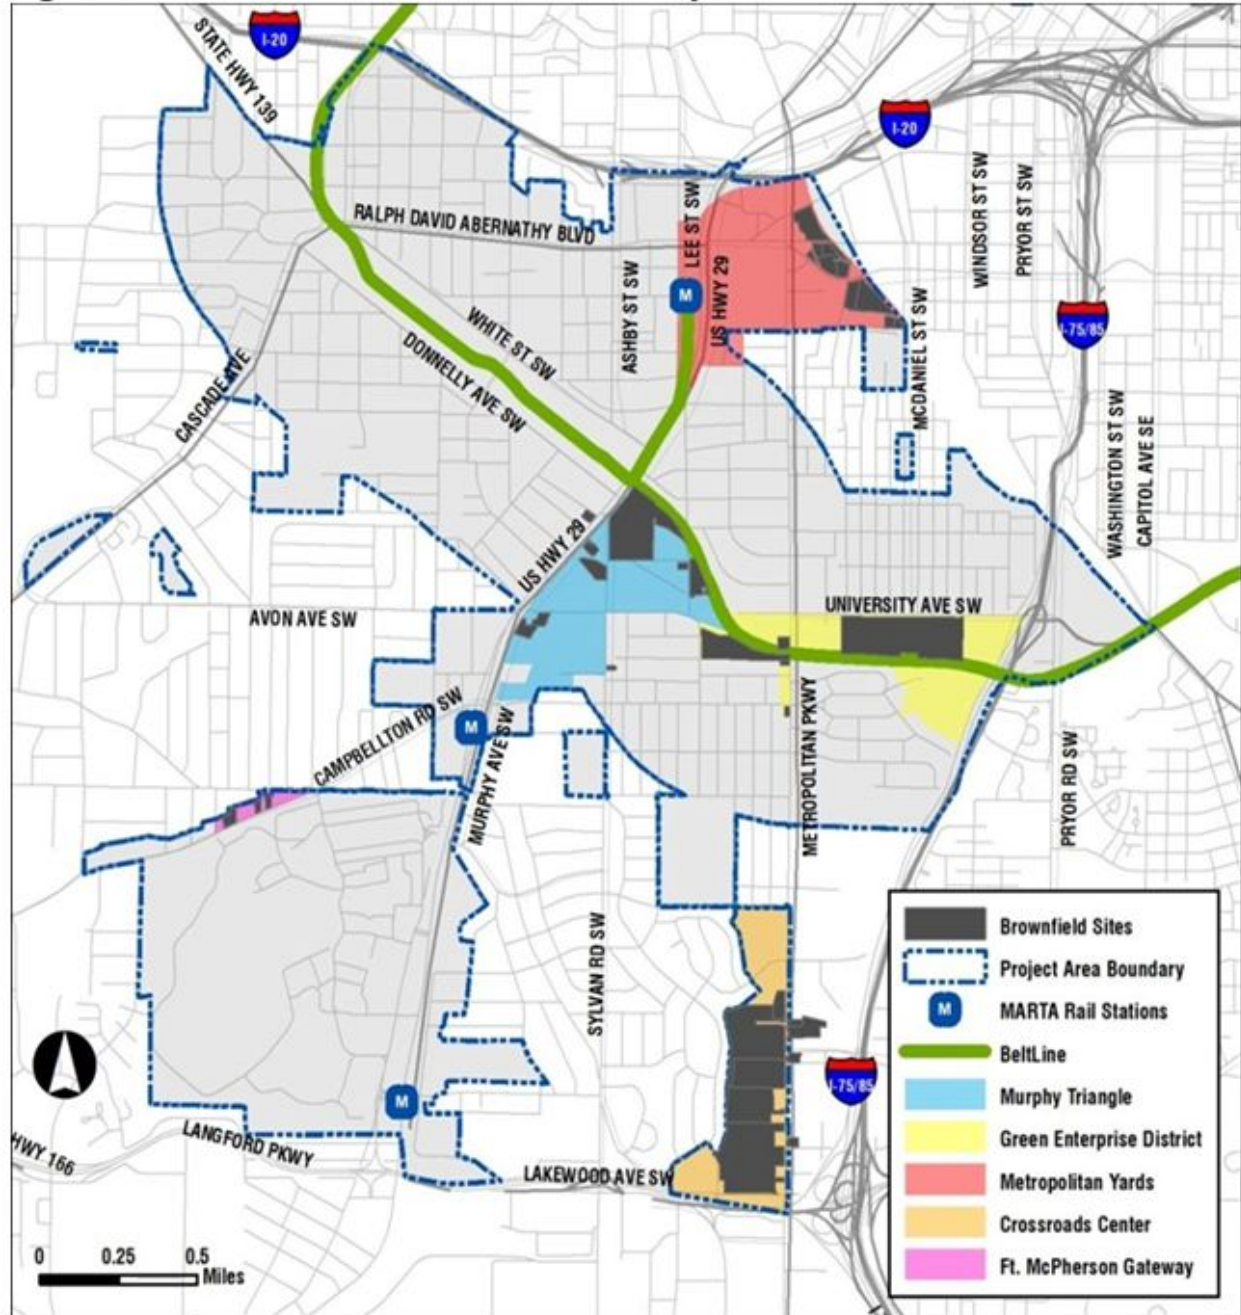 I-20
STATE HWY 139
I-20
WINDSOR ST SW
PRYOR ST SW
LEE ST SW
RALPH DAVID ABERNATHY BLVD
M
US HWY 29
ASHBY ST SW
I-75/85
WHITE ST SW
DONNELLY AVE SW
MCDANIEL ST SW
CASCADE AVE
WASHINGTON ST SW
CAPITOL AVE SE
US HWY 29
AVON AVE SW
UNIVERSITY AVE SW
CAMPBELLTON RD SW
M
MURPHY AVE SW
METROPOLITAN PKWY
PRYOR RD SW
SYLVAN RD SW
I-75/85
M
LANGFORD PKWY
HWY 166
LAKEWOOD AVE SW
0 0.25 0.5
Miles
Brownfield Sites
Project Area Boundary
M MARTA Rail Stations
BeltLine
Murphy Triangle
Green Enterprise District
Metropolitan Yards
Crossroads Center
Ft. McPherson Gateway